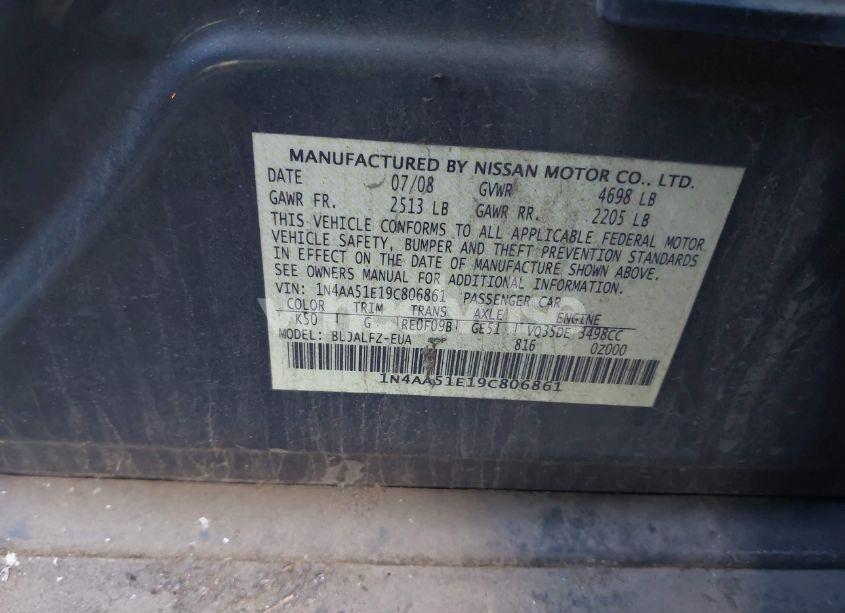 MANUFACTURED BY NISSAN MOTOR CO., LTD.
DATE 07/08 GVWR 4698 LB
GAWR FR. 2513 LB GAWR RR. 2205 LB
THIS VEHICLE CONFORMS TO ALL APPLICABLE FEDERAL MOTOR
VEHICLE SAFETY, BUMPER AND THEFT PREVENTION STANDARDS
IN EFFECT ON THE DATE OF MANUFACTURE SHOWN ABOVE.
SEE OWNERS MANUAL FOR ADDITIONAL INFORMATION.
VIN: 1N4AA51E19C806861 PASSENGER CAR
COLOR TRIM TRANS AXLE ENGINE
K50 G RE0F09B GE51 VQ35DE 3498CC
MODEL: BLJALFZ-EUA 816 0Z000
1N4AA51E19C806861